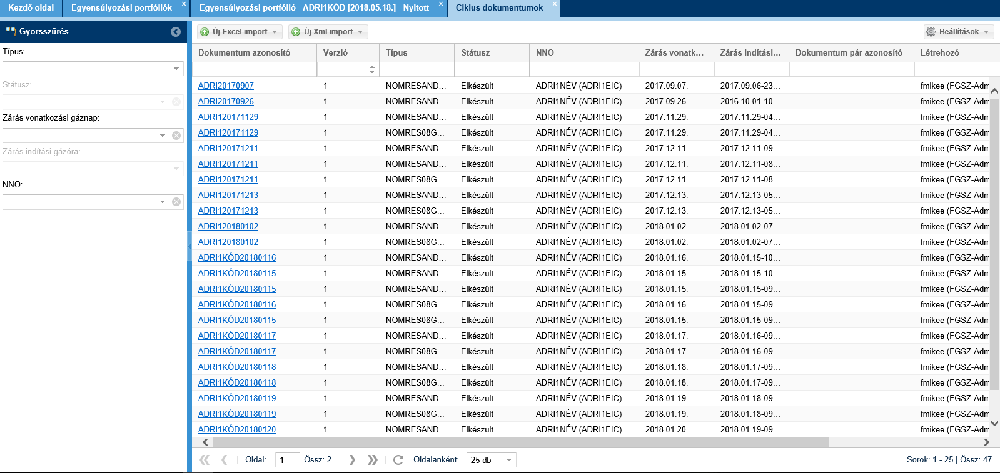 Kezdő oldal
Egyensúlyozási portfóliók
Egyensúlyozási portfólió - ADRI1KÓD [2018.05.18.] - Nyitott
Ciklus dokumentumok
Gyorsszűrés
Típus:
Státusz:
Zárás vonatkozási gáznap:
Zárás indítási gázóra:
NNO:
Új Excel import
Új Xml import
Beállítások
Dokumentum azonosító Verzió Típus Státusz NNO Zárás vonatk... Zárás indítási... Dokumentum pár azonosító Létrehozó
ADRI20170907 1 NOMRESAND... Elkészült ADRI1NÉV (ADRI1EIC) 2017.09.07. 2017.09.06-23... fmikee (FGSZ-Adm
ADRI20170926 1 NOMRESAND... Elkészült ADRI1NÉV (ADRI1EIC) 2017.09.26. 2016.10.01-10... fmikee (FGSZ-Adm
ADRI120171129 1 NOMRESAND... Elkészült ADRI1NÉV (ADRI1EIC) 2017.11.29. 2017.11.29-04... fmikee (FGSZ-Adm
ADRI120171129 1 NOMRES08G... Elkészült ADRI1NÉV (ADRI1EIC) 2017.11.29. 2017.11.29-04... fmikee (FGSZ-Adm
ADRI120171211 1 NOMRESAND... Elkészült ADRI1NÉV (ADRI1EIC) 2017.12.11. 2017.12.11-09... fmikee (FGSZ-Adm
ADRI120171211 1 NOMRESAND... Elkészült ADRI1NÉV (ADRI1EIC) 2017.12.11. 2017.12.11-08... fmikee (FGSZ-Adm
ADRI120171211 1 NOMRES08G... Elkészült ADRI1NÉV (ADRI1EIC) 2017.12.11. 2017.12.11-08... fmikee (FGSZ-Adm
ADRI120171213 1 NOMRESAND... Elkészült ADRI1NÉV (ADRI1EIC) 2017.12.13. 2017.12.13-05... fmikee (FGSZ-Adm
ADRI120171213 1 NOMRES08G... Elkészült ADRI1NÉV (ADRI1EIC) 2017.12.13. 2017.12.13-05... fmikee (FGSZ-Adm
ADRI120180102 1 NOMRESAND... Elkészült ADRI1NÉV (ADRI1EIC) 2018.01.02. 2018.01.02-07... fmikee (FGSZ-Adm
ADRI120180102 1 NOMRES08G... Elkészült ADRI1NÉV (ADRI1EIC) 2018.01.02. 2018.01.02-07... fmikee (FGSZ-Adm
ADRI1KÓD20180116 1 NOMRESAND... Elkészült ADRI1NÉV (ADRI1EIC) 2018.01.16. 2018.01.15-10... fmikee (FGSZ-Adm
ADRI1KÓD20180115 1 NOMRESAND... Elkészült ADRI1NÉV (ADRI1EIC) 2018.01.15. 2018.01.15-10... fmikee (FGSZ-Adm
ADRI1KÓD20180115 1 NOMRESAND... Elkészült ADRI1NÉV (ADRI1EIC) 2018.01.15. 2018.01.15-09... fmikee (FGSZ-Adm
ADRI1KÓD20180116 1 NOMRES08G... Elkészült ADRI1NÉV (ADRI1EIC) 2018.01.16. 2018.01.15-09... fmikee (FGSZ-Adm
ADRI1KÓD20180115 1 NOMRES08G... Elkészült ADRI1NÉV (ADRI1EIC) 2018.01.15. 2018.01.15-09... fmikee (FGSZ-Adm
ADRI1KÓD20180117 1 NOMRESAND... Elkészült ADRI1NÉV (ADRI1EIC) 2018.01.17. 2018.01.16-09... fmikee (FGSZ-Adm
ADRI1KÓD20180117 1 NOMRES08G... Elkészült ADRI1NÉV (ADRI1EIC) 2018.01.17. 2018.01.16-09... fmikee (FGSZ-Adm
ADRI1KÓD20180118 1 NOMRESAND... Elkészült ADRI1NÉV (ADRI1EIC) 2018.01.18. 2018.01.17-09... fmikee (FGSZ-Adm
ADRI1KÓD20180118 1 NOMRES08G... Elkészült ADRI1NÉV (ADRI1EIC) 2018.01.18. 2018.01.17-09... fmikee (FGSZ-Adm
ADRI1KÓD20180119 1 NOMRESAND... Elkészült ADRI1NÉV (ADRI1EIC) 2018.01.19. 2018.01.18-09... fmikee (FGSZ-Adm
ADRI1KÓD20180119 1 NOMRES08G... Elkészült ADRI1NÉV (ADRI1EIC) 2018.01.19. 2018.01.18-09... fmikee (FGSZ-Adm
ADRI1KÓD20180120 1 NOMRESAND... Elkészült ADRI1NÉV (ADRI1EIC) 2018.01.20. 2018.01.19-09... fmikee (FGSZ-Adm
Oldal: 1 Össz: 2 Oldalanként: 25 db Sorok: 1 - 25 | Össz: 47